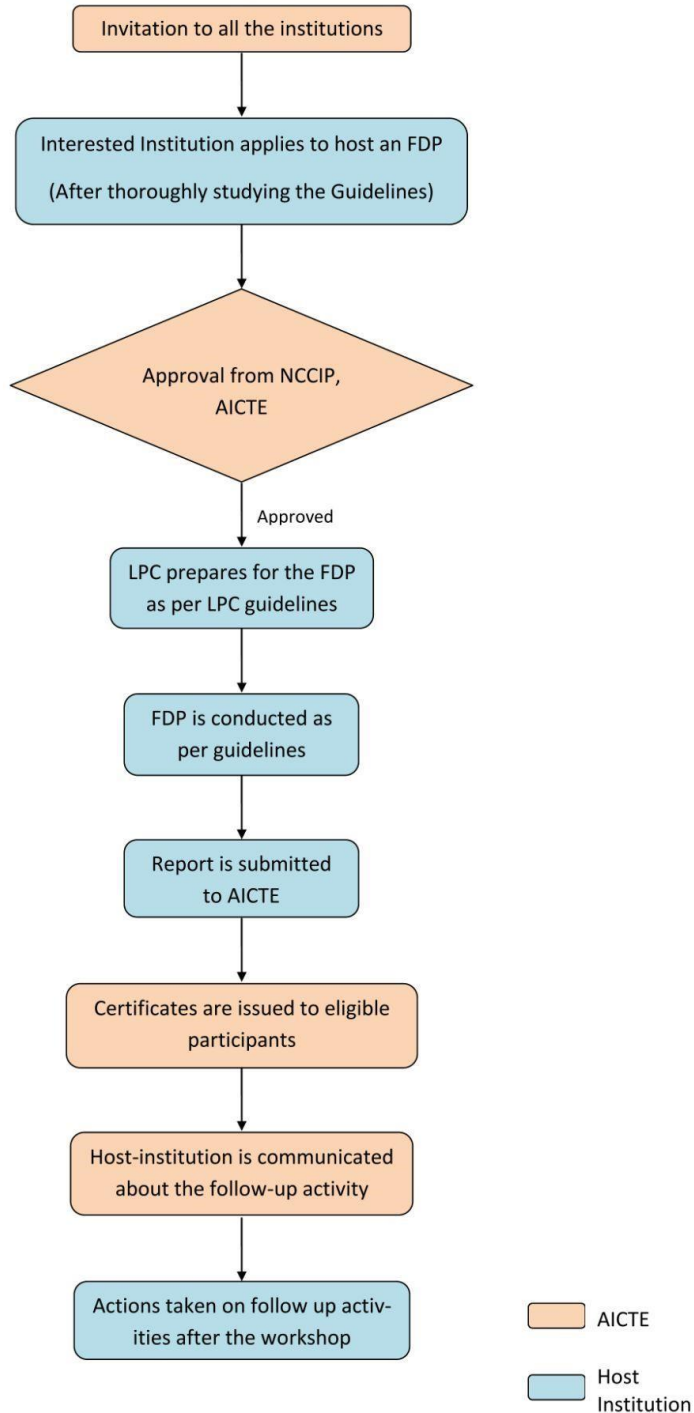 Invitation to all the institutions
Interested Institution applies to host an FDP
(After thoroughly studying the Guidelines)
Approval from NCCIP,
AICTE
Approved
LPC prepares for the FDP
as per LPC guidelines
FDP is conducted as
per guidelines
Report is submitted
to AICTE
Certificates are issued to eligible
participants
Host-institution is communicated
about the follow-up activity
Actions taken on follow up activ-
ities after the workshop
AICTE
Host
Institution